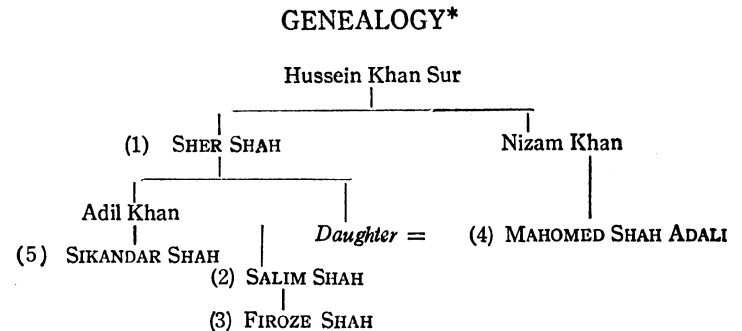 GENEALOGY*
Hussein Khan Sur
(1) SHER SHAH
Nizam Khan
Adil Khan
Daughter = (4) MAHOMED SHAH ADALI
(5) SIKANDAR SHAH
(2) SALIM SHAH
(3) FIROZE SHAH